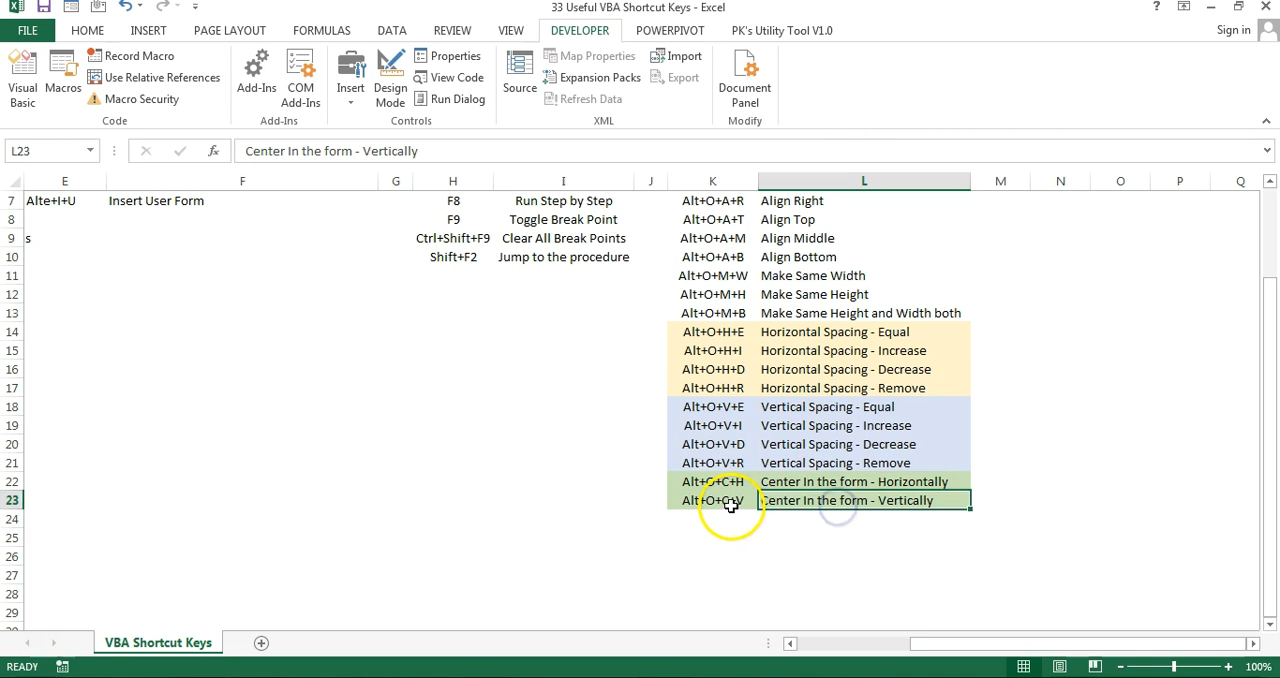 33 Useful VBA Shortcut Keys - Excel
?
FILE HOME INSERT PAGE LAYOUT FORMULAS DATA REVIEW VIEW DEVELOPER POWERPIVOT PK's Utility Tool V1.0 Sign in
Visual Basic
Macros
Record Macro
Use Relative References
Macro Security
Code
Add-Ins
COM Add-Ins
Add-Ins
Insert
Design Mode
Properties
View Code
Run Dialog
Controls
Source
Map Properties
Expansion Packs
Refresh Data
Import
Export
XML
Document Panel
Modify
L23 fx Center In the form - Vertically
E F G H I J K L M N O P Q
7 Alte+I+U Insert User Form F8 Run Step by Step Alt+O+A+R Align Right
8 F9 Toggle Break Point Alt+O+A+T Align Top
9 s Ctrl+Shift+F9 Clear All Break Points Alt+O+A+M Align Middle
10 Shift+F2 Jump to the procedure Alt+O+A+B Align Bottom
11 Alt+O+M+W Make Same Width
12 Alt+O+M+H Make Same Height
13 Alt+O+M+B Make Same Height and Width both
14 Alt+O+H+E Horizontal Spacing - Equal
15 Alt+O+H+I Horizontal Spacing - Increase
16 Alt+O+H+D Horizontal Spacing - Decrease
17 Alt+O+H+R Horizontal Spacing - Remove
18 Alt+O+V+E Vertical Spacing - Equal
19 Alt+O+V+I Vertical Spacing - Increase
20 Alt+O+V+D Vertical Spacing - Decrease
21 Alt+O+V+R Vertical Spacing - Remove
22 Alt+O+C+H Center In the form - Horizontally
23 Alt+O+C+V Center In the form - Vertically
24
25
26
27
28
29
VBA Shortcut Keys
READY 100%